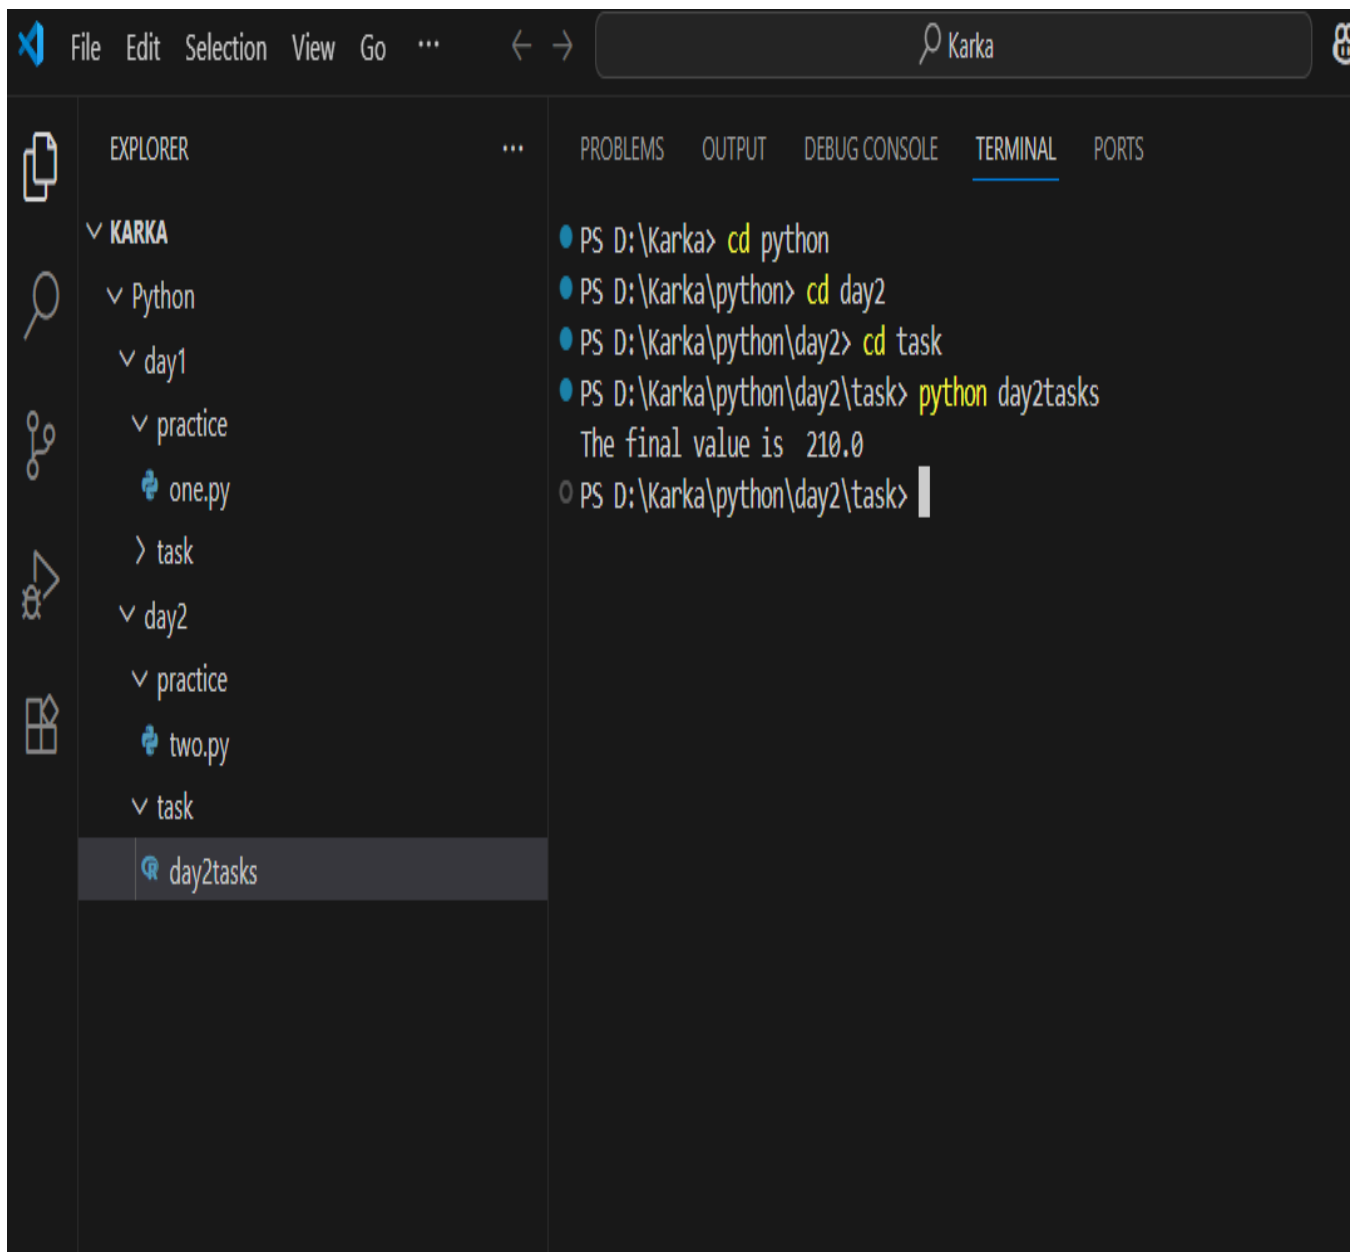 File Edit Selection View Go ··· Karka
EXPLORER ···
KARKA
Python
day1
practice
one.py
task
day2
practice
two.py
task
day2tasks
PROBLEMS OUTPUT DEBUG CONSOLE TERMINAL PORTS
PS D:\Karka> cd python
PS D:\Karka\python> cd day2
PS D:\Karka\python\day2> cd task
PS D:\Karka\python\day2\task> python day2tasks
The final value is  210.0
PS D:\Karka\python\day2\task>